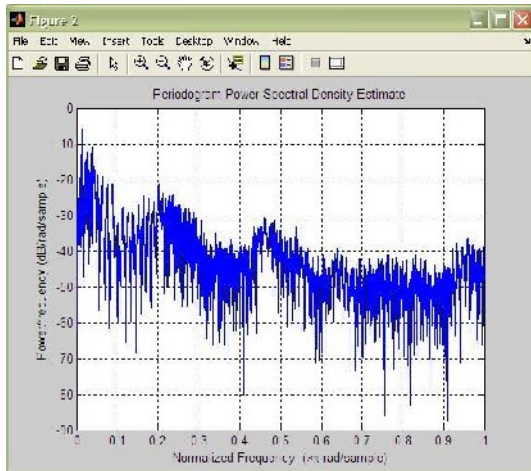 Figure 2
File Edit View Insert Tools Desktop Window Help
Periodogram Power Spectral Density Estimate
Power/frequency (dB/rad/sample)
0
-10
-20
-30
-40
-50
-60
-70
-80
-90
0 0.1 0.2 0.3 0.4 0.5 0.6 0.7 0.8 0.9 1
Normalized Frequency (×π rad/sample)